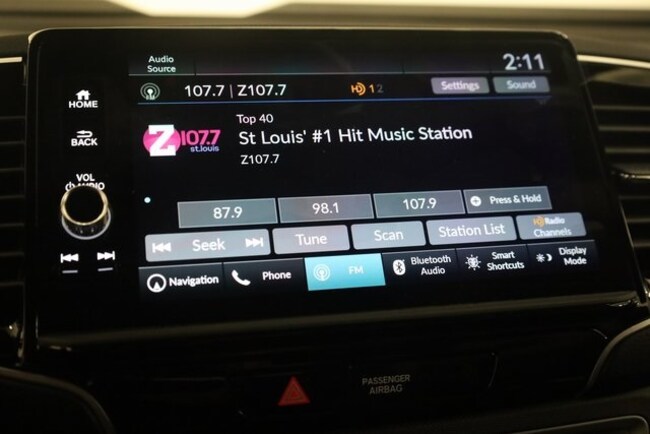 Audio
Source
2:11
107.7 | Z107.7
HD 1 2
Settings
Sound
HOME
BACK
VOL
AUDIO
Z107.7
st.louis
Top 40
St Louis' #1 Hit Music Station
Z107.7
87.9
98.1
107.9
Press & Hold
Seek
Tune
Scan
Station List
HD Radio
Channels
Navigation
Phone
FM
Bluetooth
Audio
Smart
Shortcuts
Display
Mode
PASSENGER
AIRBAG